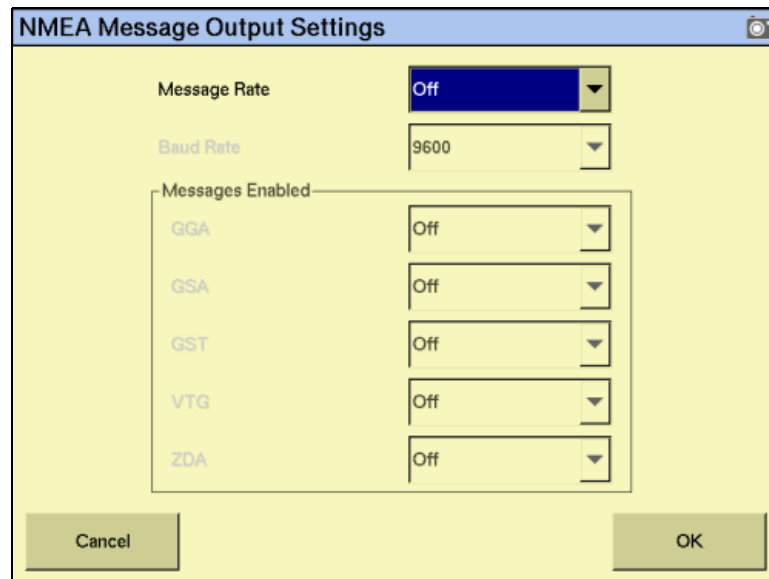 NMEA Message Output Settings
Message Rate Off
Baud Rate 9600
Messages Enabled
GGA Off
GSA Off
GST Off
VTG Off
ZDA Off
Cancel OK